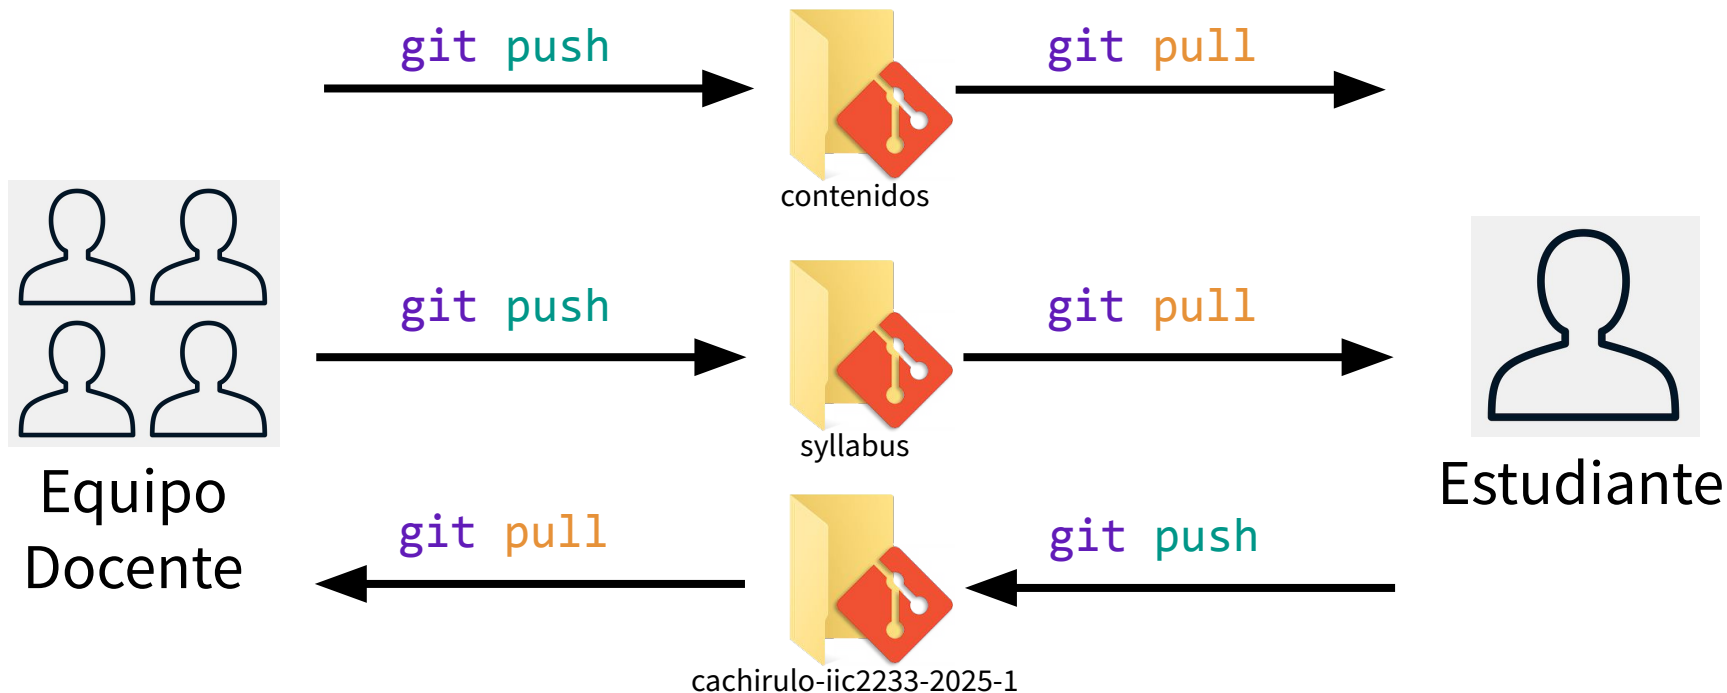 git push
git pull
contenidos
git push
git pull
syllabus
Equipo
Docente
Estudiante
git pull
git push
cachirulo-iic2233-2025-1